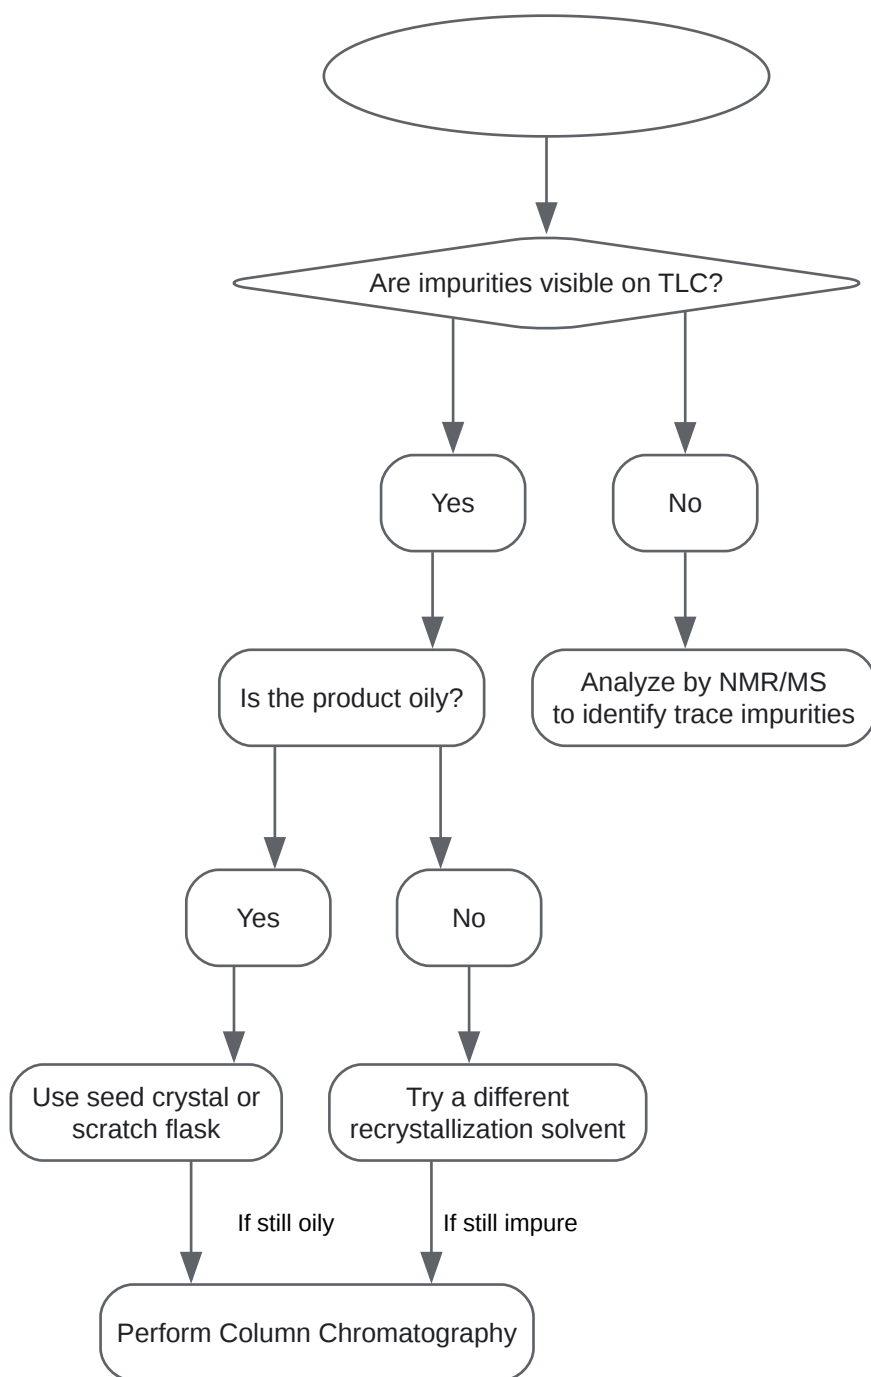 Are impurities visible on TLC?
Yes
No
Is the product oily?
Analyze by NMR/MS
to identify trace impurities
Yes
No
Use seed crystal or
scratch flask
Try a different
recrystallization solvent
If still oily
If still impure
Perform Column Chromatography